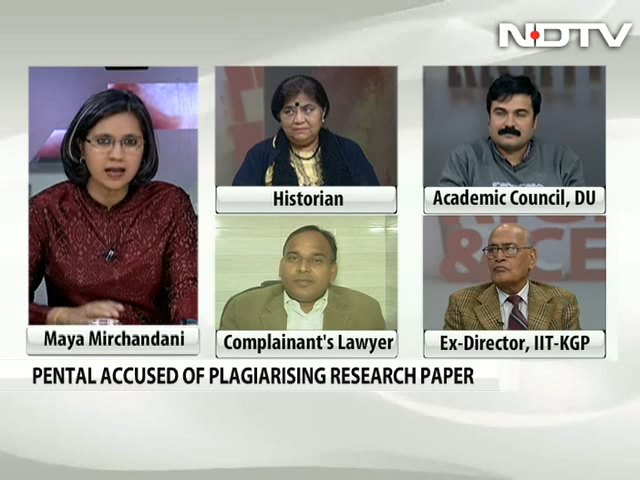 NDTV
Historian
Academic Council, DU
Maya Mirchandani
Complainant's Lawyer
Ex-Director, IIT-KGP
PENTAL ACCUSED OF PLAGIARISING RESEARCH PAPER